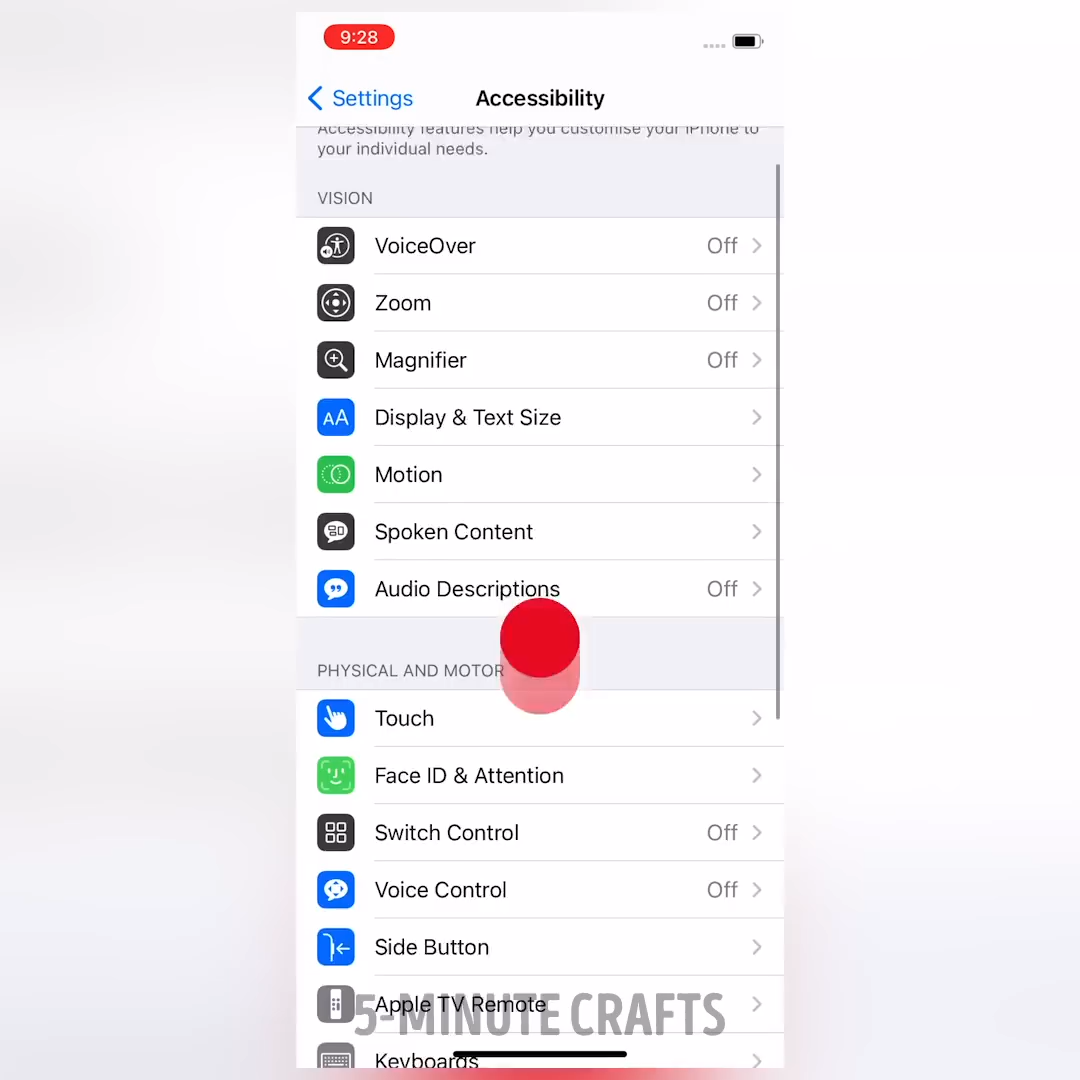 9:28
Settings
Accessibility
Accessibility features help you customise your iPhone to
your individual needs.
VISION
VoiceOver Off
Zoom Off
Magnifier Off
AA Display & Text Size
Motion
Spoken Content
Audio Descriptions Off
PHYSICAL AND MOTOR
Touch
Face ID & Attention
Switch Control Off
Voice Control Off
Side Button
Apple TV Remote
5-MINUTE CRAFTS
Keyboards